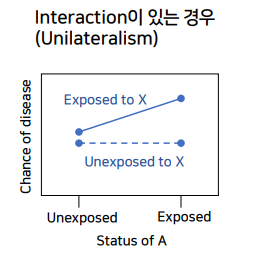 Interaction이 있는 경우
(Unilateralism)
Chance of disease
Exposed to X
Unexposed to X
Unexposed
Exposed
Status of A